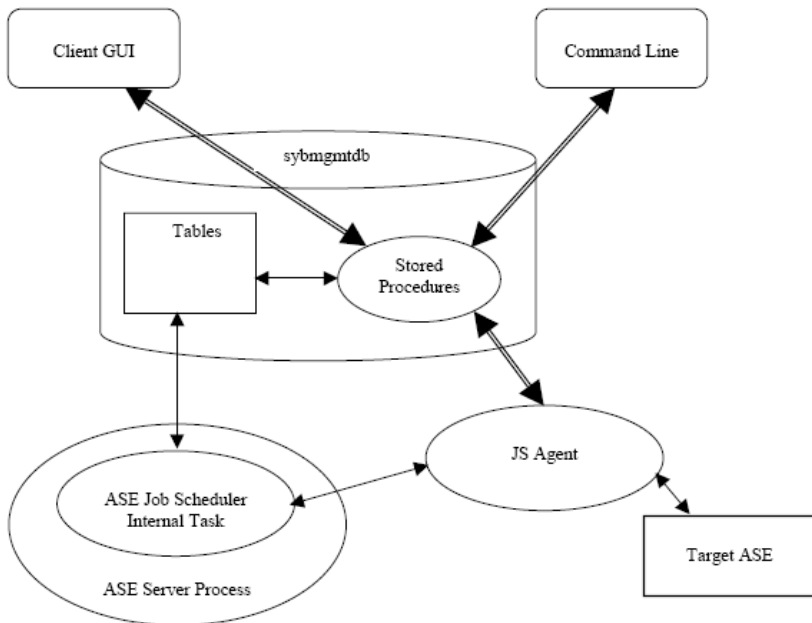 Client GUI
Command Line
sybmgmtdb
Tables
Stored
Procedures
JS Agent
ASE Job Scheduler
Internal Task
Target ASE
ASE Server Process